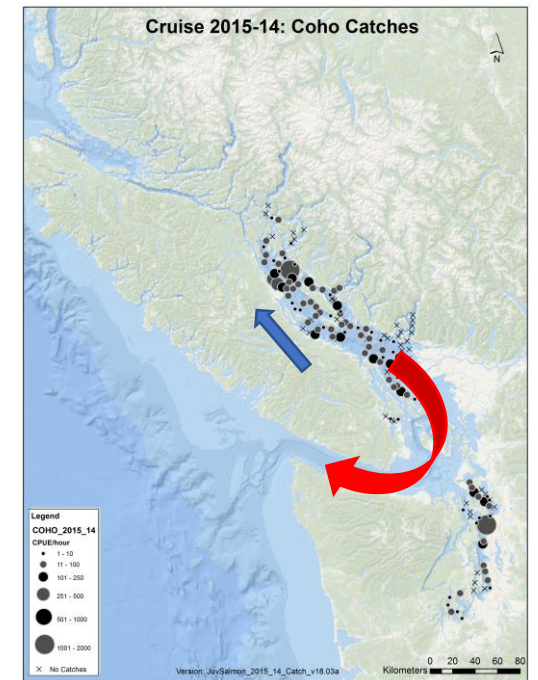 Cruise 2015-14: Coho Catches
N
Legend
COHO_2015_14
CPUE/hour
1 - 10
11 - 100
101 - 250
251 - 500
501 - 1000
1001 - 2000
No Catches
Version: JuvSalmon_2015_14_Catch_v18.03a
Kilometers
0 20 40 60 80